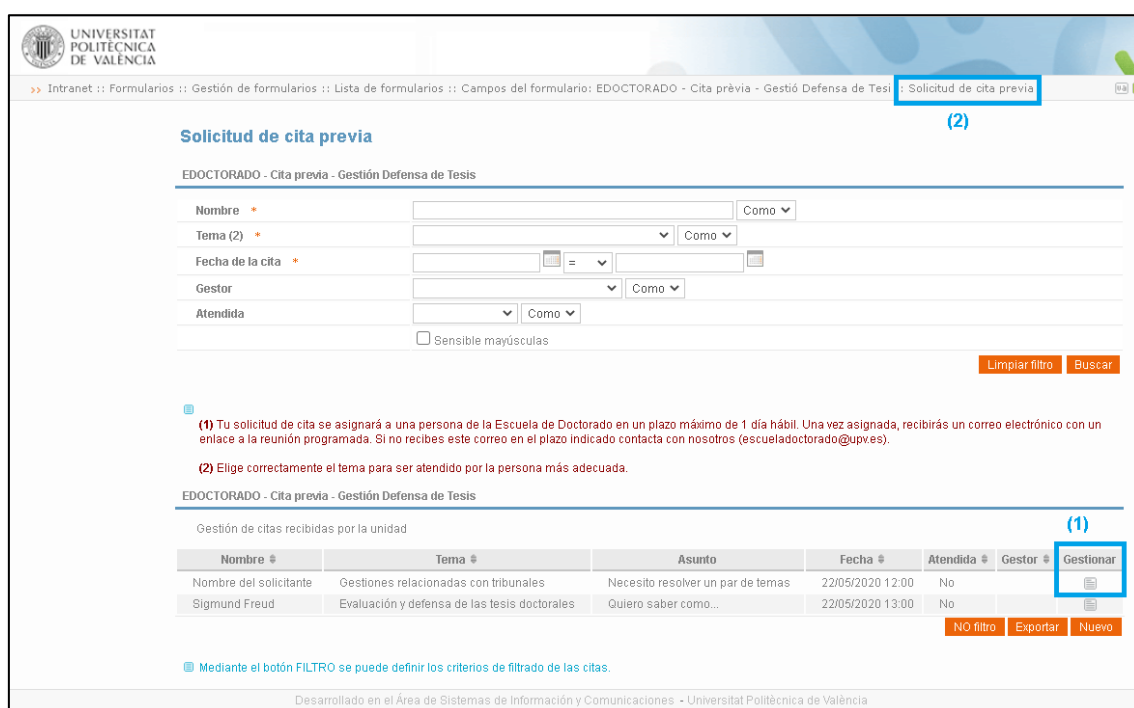 UNIVERSITAT
POLITÈCNICA
DE VALÈNCIA
>> Intranet :: Formularios :: Gestión de formularios :: Lista de formularios :: Campos del formulario: EDOCTORADO - Cita prèvia - Gestió Defensa de Tesi :: Solicitud de cita previa
(2)
Solicitud de cita previa
EDOCTORADO - Cita previa - Gestión Defensa de Tesis
Nombre * Como
Tema (2) * Como
Fecha de la cita * =
Gestor Como
Atendida Como
Sensible mayúsculas
Limpiar filtro Buscar
(1) Tu solicitud de cita se asignará a una persona de la Escuela de Doctorado en un plazo máximo de 1 día hábil. Una vez asignada, recibirás un correo electrónico con un
enlace a la reunión programada. Si no recibes este correo en el plazo indicado contacta con nosotros (escueladoctorado@upv.es).
(2) Elige correctamente el tema para ser atendido por la persona más adecuada.
EDOCTORADO - Cita previa - Gestión Defensa de Tesis
Gestión de citas recibidas por la unidad
(1)
Nombre Tema Asunto Fecha Atendida Gestor Gestionar
Nombre del solicitante Gestiones relacionadas con tribunales Necesito resolver un par de temas 22/05/2020 12:00 No
Sigmund Freud Evaluación y defensa de las tesis doctorales Quiero saber como... 22/05/2020 13:00 No
NO filtro Exportar Nuevo
Mediante el botón FILTRO se puede definir los criterios de filtrado de las citas.
Desarrollado en el Área de Sistemas de Información y Comunicaciones - Universitat Politècnica de València